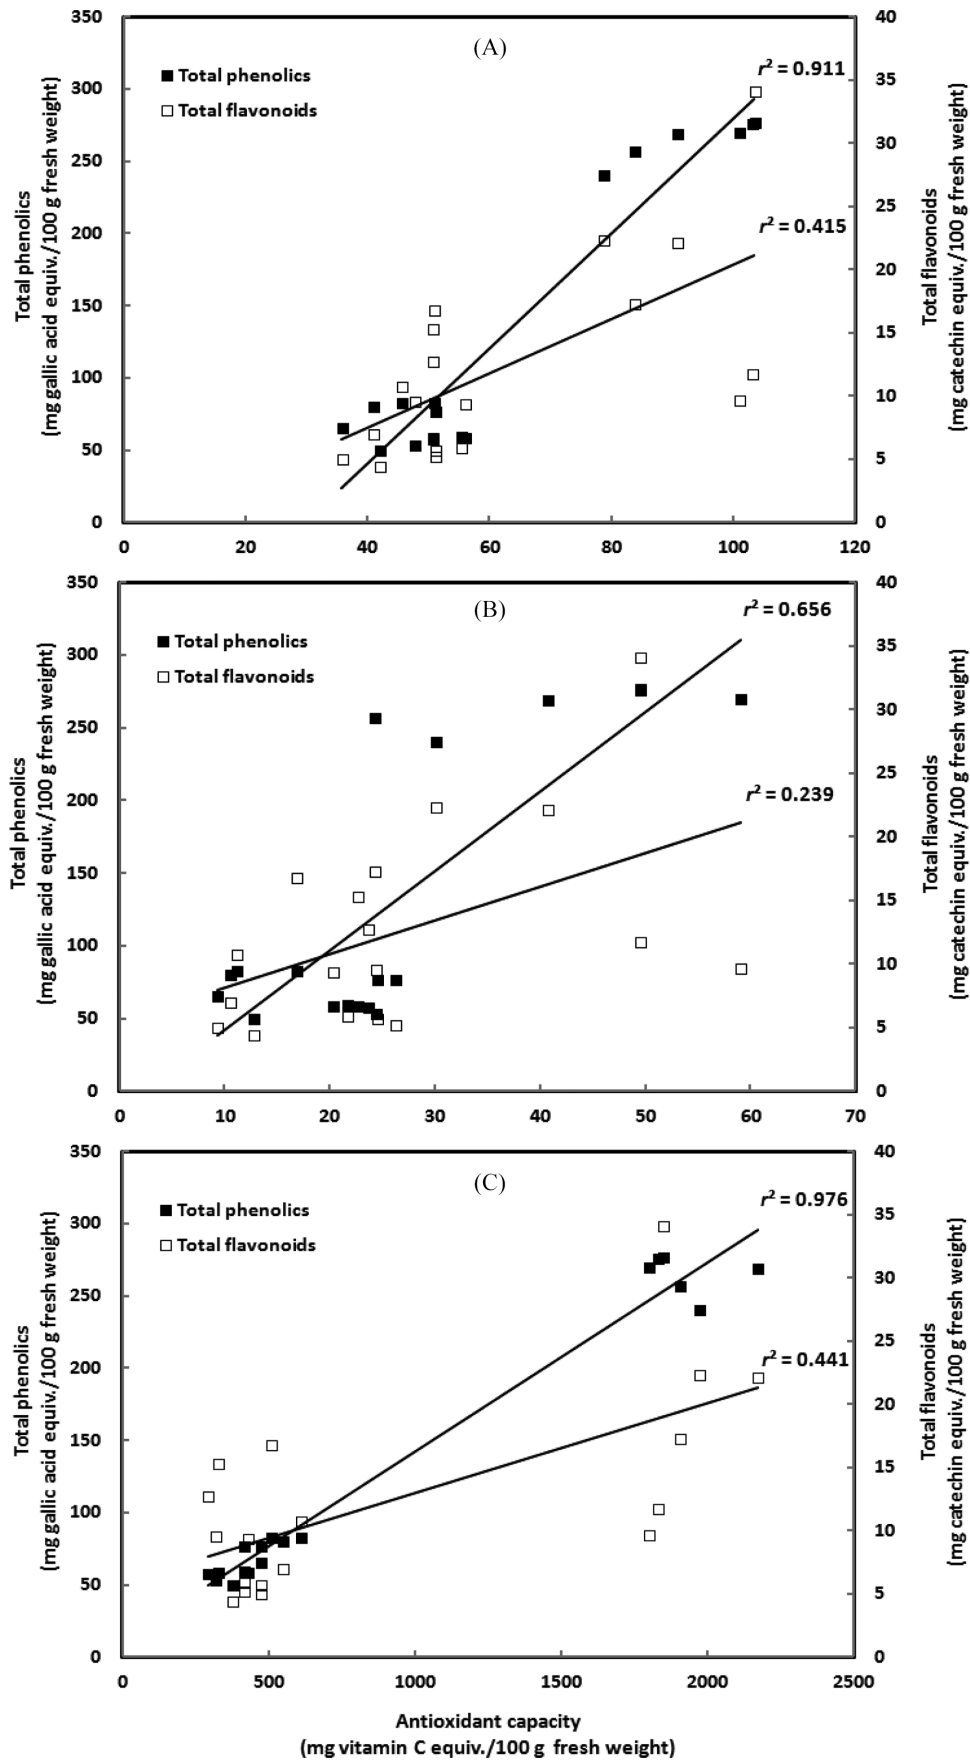 (A)
Total phenolics
Total flavonoids
r² = 0.911
r² = 0.415
350
300
250
200
150
100
50
0
40
35
30
25
20
15
10
5
0
0 20 40 60 80 100 120
Total phenolics
(mg gallic acid equiv./100 g fresh weight)
Total flavonoids
(mg catechin equiv./100 g fresh weight)
(B)
Total phenolics
Total flavonoids
r² = 0.656
r² = 0.239
350
300
250
200
150
100
50
0
40
35
30
25
20
15
10
5
0
0 10 20 30 40 50 60 70
Total phenolics
(mg gallic acid equiv./100 g fresh weight)
Total flavonoids
(mg catechin equiv./100 g fresh weight)
(C)
Total phenolics
Total flavonoids
r² = 0.976
r² = 0.441
350
300
250
200
150
100
50
0
40
35
30
25
20
15
10
5
0
0 500 1000 1500 2000 2500
Total phenolics
(mg gallic acid equiv./100 g fresh weight)
Total flavonoids
(mg catechin equiv./100 g fresh weight)
Antioxidant capacity
(mg vitamin C equiv./100 g fresh weight)